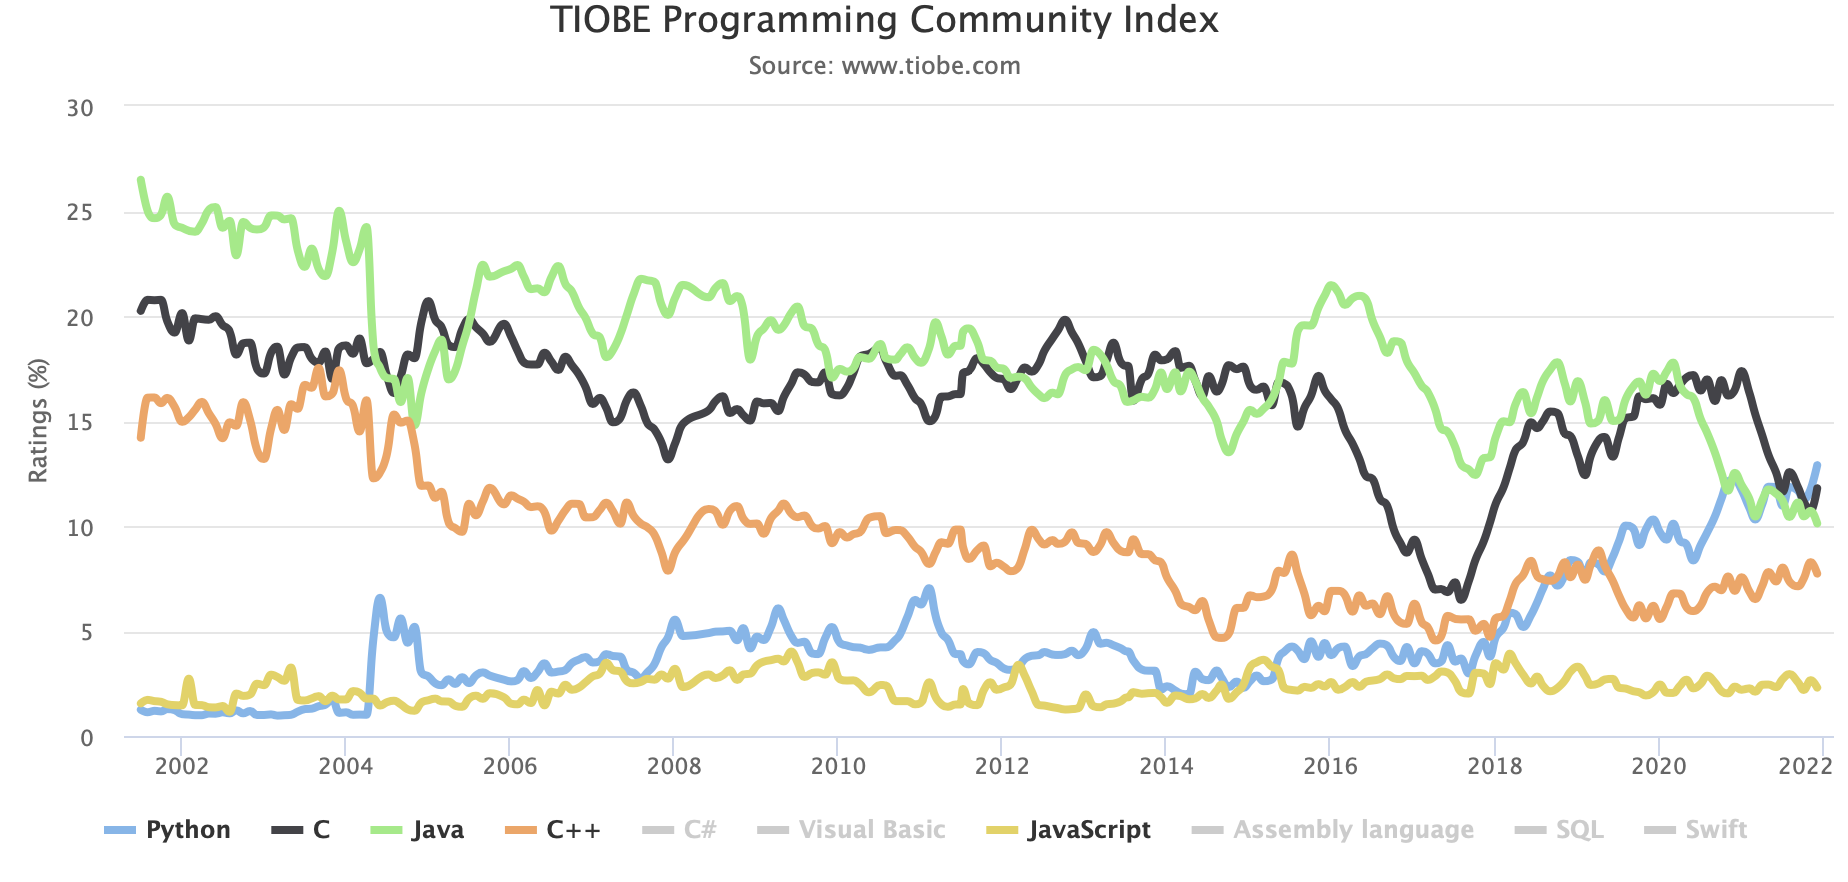 TIOBE Programming Community Index
Source: www.tiobe.com
Ratings (%)
30
25
20
15
10
5
0
2002 2004 2006 2008 2010 2012 2014 2016 2018 2020 2022
Python C Java C++ C# Visual Basic JavaScript Assembly language SQL Swift